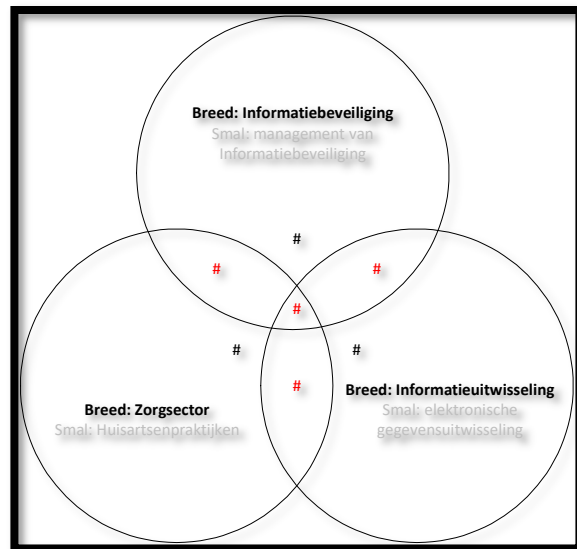 Breed: Informatiebeveiliging
Smal: management van
Informatiebeveiliging
#
# #
#
# #
#
Breed: Zorgsector
Smal: Huisartsenpraktijken
Breed: Informatieuitwisseling
Smal: elektronische
gegevensuitwisseling